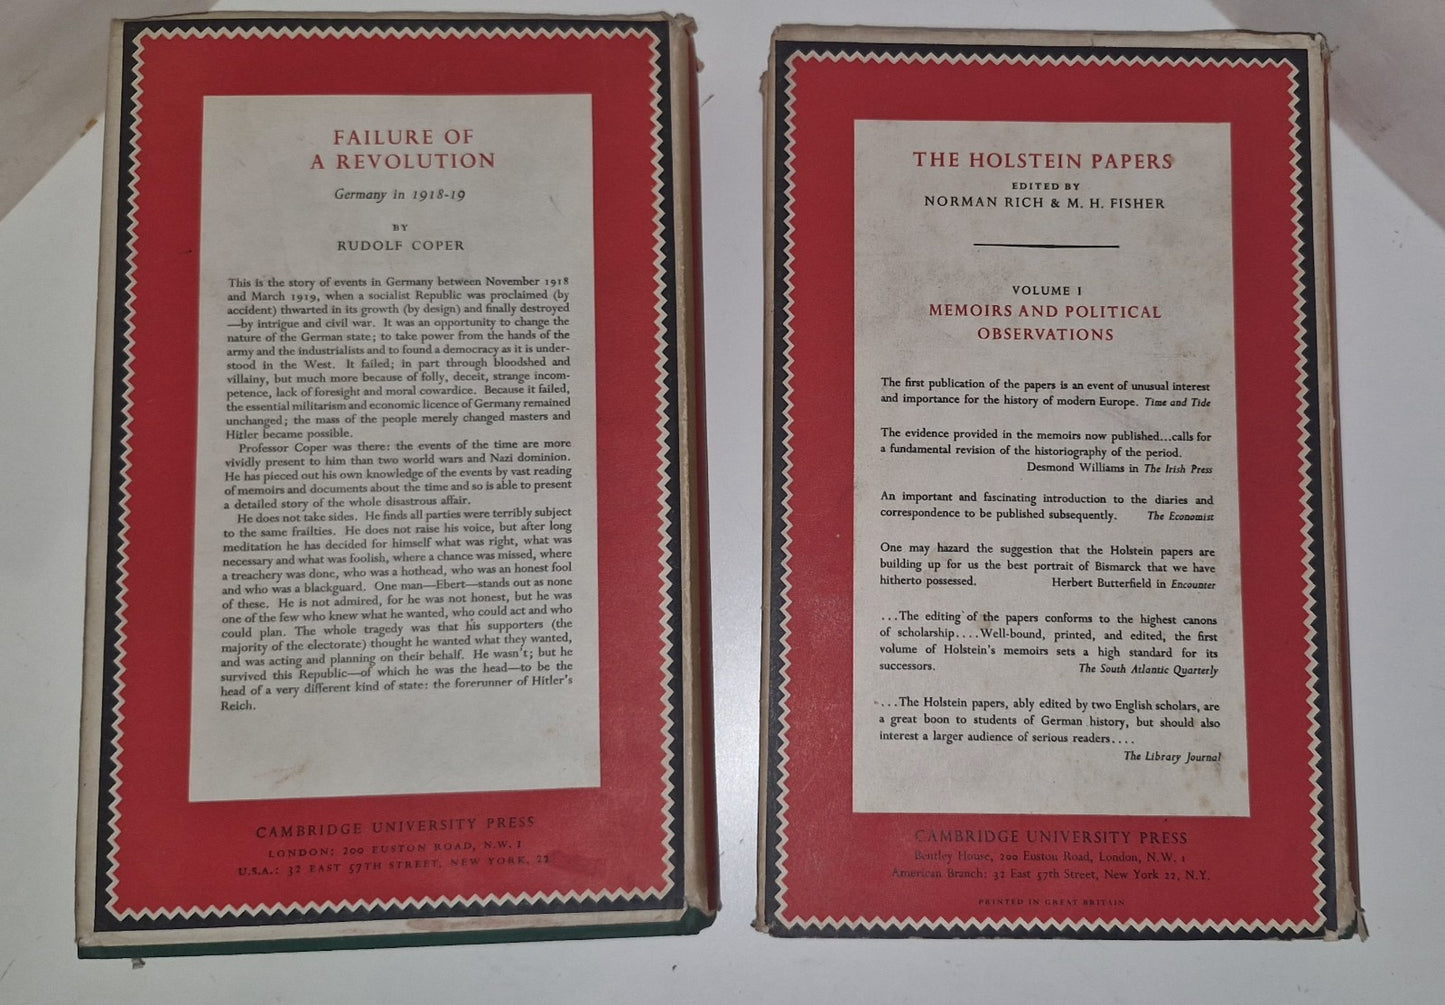 FAILURE OF
A REVOLUTION
Germany in 1918-19
BY
RUDOLF COPER
This is the story of events in Germany between November 1918
and March 1919, when a socialist Republic was proclaimed (by
accident) thwarted in its growth (by design) and finally destroyed
—by intrigue and civil war. It was an opportunity to change the
nature of the German state; to take power from the hands of the
army and the industrialists and to found a democracy as it is under-
stood in the West. It failed; in part through bloodshed and
villainy, but much more because of folly, deceit, strange incom-
petence, lack of foresight and moral cowardice. Because it failed,
the essential militarism and economic licence of Germany remained
unchanged; the mass of the people merely changed masters and
Hitler became possible.
Professor Coper was there: the events of the time are more
vividly present to him than two world wars and Nazi dominion.
He has pieced out his own knowledge of the events by vast reading
of memoirs and documents about the time and so is able to present
a detailed story of the whole disastrous affair.
He does not take sides. He finds all parties were terribly subject
to the same frailties. He does not raise his voice, but after long
meditation he has decided for himself what was right, what was
necessary and what was foolish, where a chance was missed, where
a treachery was done, who was a hothead, who was an honest fool
and who was a blackguard. One man—Ebert—stands out as none
of these. He is not admired, for he was not honest, but he was
one of the few who knew what he wanted, who could act and who
could plan. The whole tragedy was that his supporters (the
majority of the electorate) thought he wanted what they wanted,
and was acting and planning on their behalf. He wasn't; but he
survived this Republic—of which he was the head—to be the
head of a very different kind of state: the forerunner of Hitler's
Reich.
CAMBRIDGE UNIVERSITY PRESS
LONDON: 200 EUSTON ROAD, N.W. 1
U.S.A.: 32 EAST 57TH STREET, NEW YORK, 22
THE HOLSTEIN PAPERS
EDITED BY
NORMAN RICH & M. H. FISHER
VOLUME I
MEMOIRS AND POLITICAL
OBSERVATIONS
The first publication of the papers is an event of unusual interest
and importance for the history of modern Europe. Time and Tide
The evidence provided in the memoirs now published...calls for
a fundamental revision of the historiography of the period.
Desmond Williams in The Irish Press
An important and fascinating introduction to the diaries and
correspondence to be published subsequently. The Economist
One may hazard the suggestion that the Holstein papers are
building up for us the best portrait of Bismarck that we have
hitherto possessed. Herbert Butterfield in Encounter
...The editing of the papers conforms to the highest canons
of scholarship....Well-bound, printed, and edited, the first
volume of Holstein's memoirs sets a high standard for its
successors. The South Atlantic Quarterly
...The Holstein papers, ably edited by two English scholars, are
a great boon to students of German history, but should also
interest a larger audience of serious readers....
The Library Journal
CAMBRIDGE UNIVERSITY PRESS
Bentley House, 200 Euston Road, London, N.W. 1
American Branch: 32 East 57th Street, New York 22, N.Y.
PRINTED IN GREAT BRITAIN